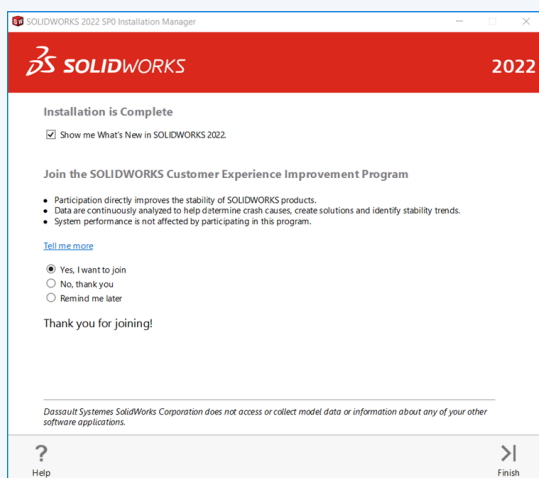 SOLIDWORKS 2022 SP0 Installation Manager
SOLIDWORKS
2022
Installation is Complete
Show me What's New in SOLIDWORKS 2022.
Join the SOLIDWORKS Customer Experience Improvement Program
• Participation directly improves the stability of SOLIDWORKS products.
• Data are continuously analyzed to help determine crash causes, create solutions and identify stability trends.
• System performance is not affected by participating in this program.
Tell me more
Yes, I want to join
No, thank you
Remind me later
Thank you for joining!
Dassault Systemes SolidWorks Corporation does not access or collect model data or information about any of your other
software applications.
?
Help
Finish